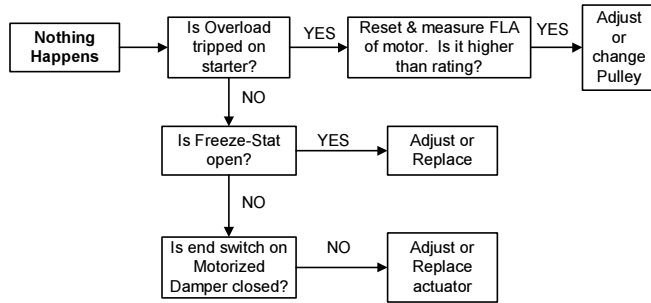 Nothing
Happens
Is Overload
tripped on
starter?
YES
Reset & measure FLA
of motor. Is it higher
than rating?
YES
Adjust
or
change
Pulley
NO
Is Freeze-Stat
open?
YES
Adjust or
Replace
NO
Is end switch on
Motorized
Damper closed?
NO
Adjust or
Replace
actuator